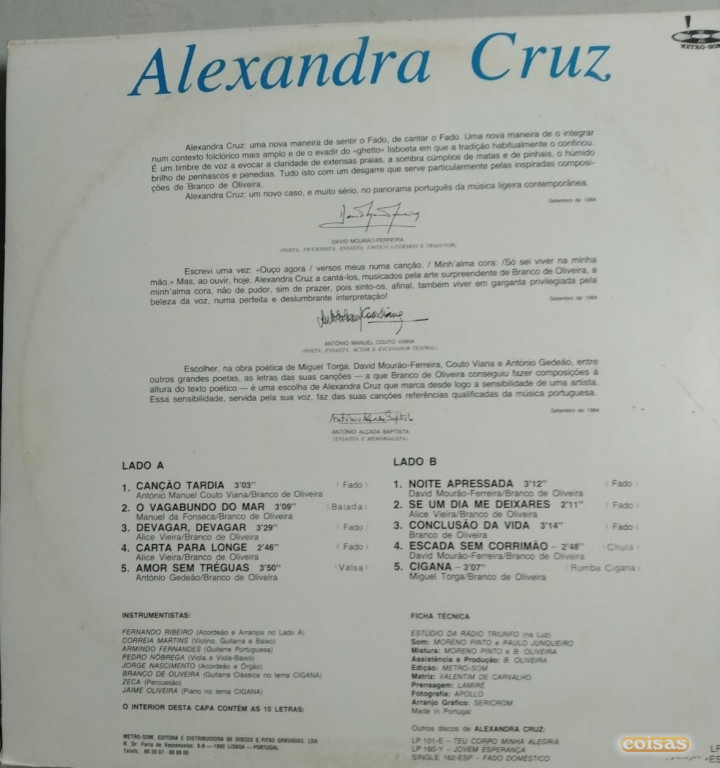 Alexandra Cruz
METRO-SOM
Alexandra Cruz: uma nova maneira de sentir o Fado, de cantar o Fado. Uma nova maneira de o integrar
num contexto folclórico mais amplo e de o evadir do «ghetto» lisboeta em que a tradição habitualmente o confinou.
É um timbre de voz a evocar a claridade de extensas praias, a sombra cúmplice de matas e de pinhais, o húmido
brilho de penhascos e penedias. Tudo isto com um desgarre que serve particularmente pelas inspiradas composi-
ções de Branco de Oliveira.
Alexandra Cruz: um novo caso, e muito sério, no panorama português da música ligeira contemporânea.
Setembro de 1984
DAVID MOURÃO-FERREIRA
(POETA, FICCIONISTA, ENSAISTA, CRITICO LITERÁRIO E TRADUTOR)
Escrevi uma vez: «Ouço agora / versos meus numa canção. / Minh'alma cora: /Só sei viver na minha
mão.» Mas, ao ouvir, hoje, Alexandra Cruz a cantá-los, musicados pela arte surpreendente de Branco de Oliveira, a
minh'alma cora, não de pudor, sim de prazer, pois sinto-os, afinal, também viver em garganta privilegiada pela
beleza da voz, numa perfeita e deslumbrante interpretação!
Setembro de 1984
ANTÓNIO MANUEL COUTO VIANA
(POETA, ENSAISTA, ACTOR E ENCENADOR TEATRAL)
Escolher, na obra poética de Miguel Torga, David Mourão-Ferreira, Couto Viana e António Gedeão, entre
outros grandes poetas, as letras das suas canções — a que Branco de Oliveira conseguiu fazer composições à
altura do texto poético — é uma escolha de Alexandra Cruz que marca desde logo a sensibilidade de uma artista.
Essa sensibilidade, servida pela sua voz, faz das suas canções referências qualificadas da música portuguesa.
Setembro de 1984
ANTÓNIO ALÇADA BAPTISTA
(ENSAISTA E MEMORIALISTA)
LADO A
1. CANÇÃO TARDIA 3'03" (Fado)
António Manuel Couto Viana/Branco de Oliveira
2. O VAGABUNDO DO MAR 3'09" (Balada)
Manuel da Fonseca/Branco de Oliveira
3. DEVAGAR, DEVAGAR 3'29" (Fado)
Alice Vieira/Branco de Oliveira
4. CARTA PARA LONGE 2'46" (Fado)
Alice Vieira/Branco de Oliveira
5. AMOR SEM TRÉGUAS 3'50" (Valsa)
António Gedeão/Branco de Oliveira
LADO B
1. NOITE APRESSADA 3'12" (Fado)
David Mourão-Ferreira/Branco de Oliveira
2. SE UM DIA ME DEIXARES 2'11" (Fado)
Alice Vieira/Branco de Oliveira
3. CONCLUSÃO DA VIDA 3'14" (Fado)
Branco de Oliveira
4. ESCADA SEM CORRIMÃO – 2'48" (Chula)
David Mourão-Ferreira/Branco de Oliveira
5. CIGANA – 3'07" (Rumba Cigana)
Miguel Torga/Branco de Oliveira
INSTRUMENTISTAS:
FERNANDO RIBEIRO (Acordeão e Arranjos no Lado A)
CORREIA MARTINS (Violino, Guitarra e Baixo)
ARMINDO FERNANDES (Guitarra Portuguesa)
PEDRO NÓBREGA (Viola e Viola-Baixo)
JORGE NASCIMENTO (Acordeão e Órgão)
BRANCO DE OLIVEIRA (Guitarra Clássica no tema CIGANA)
ZECA (Percussão)
JAIME OLIVEIRA (Piano no tema CIGANA)
O INTERIOR DESTA CAPA CONTÉM AS 10 LETRAS:
METRO-SOM, EDITORA E DISTRIBUIDORA DE DISCOS E FITAS GRAVADAS, LDA
R. Dr. Faria de Vasconcelos, 4-A — 1900 LISBOA — PORTUGAL
FICHA TÉCNICA
ESTÚDIO DA RÁDIO TRIUNFO (na Luz)
Som: MORENO PINTO e PAULO JUNQUEIRO
Mistura: MORENO PINTO e B. OLIVEIRA
Assistência e Produção: B. OLIVEIRA
Edição: METRO-SOM
Matriz: VALENTIM DE CARVALHO
Prensagem: LAMIRÉ
Fotografia: APOLLO
Arranjo Gráfico: SERICROM
Made in Portugal
Outros discos de ALEXANDRA CRUZ:
LP 101-E - TEU CORPO MINHA ALEGRIA
LP 160-Y - JOVEM ESPERANÇA
SINGLE 162-ESP - FADO DOMÉSTICO
coisas